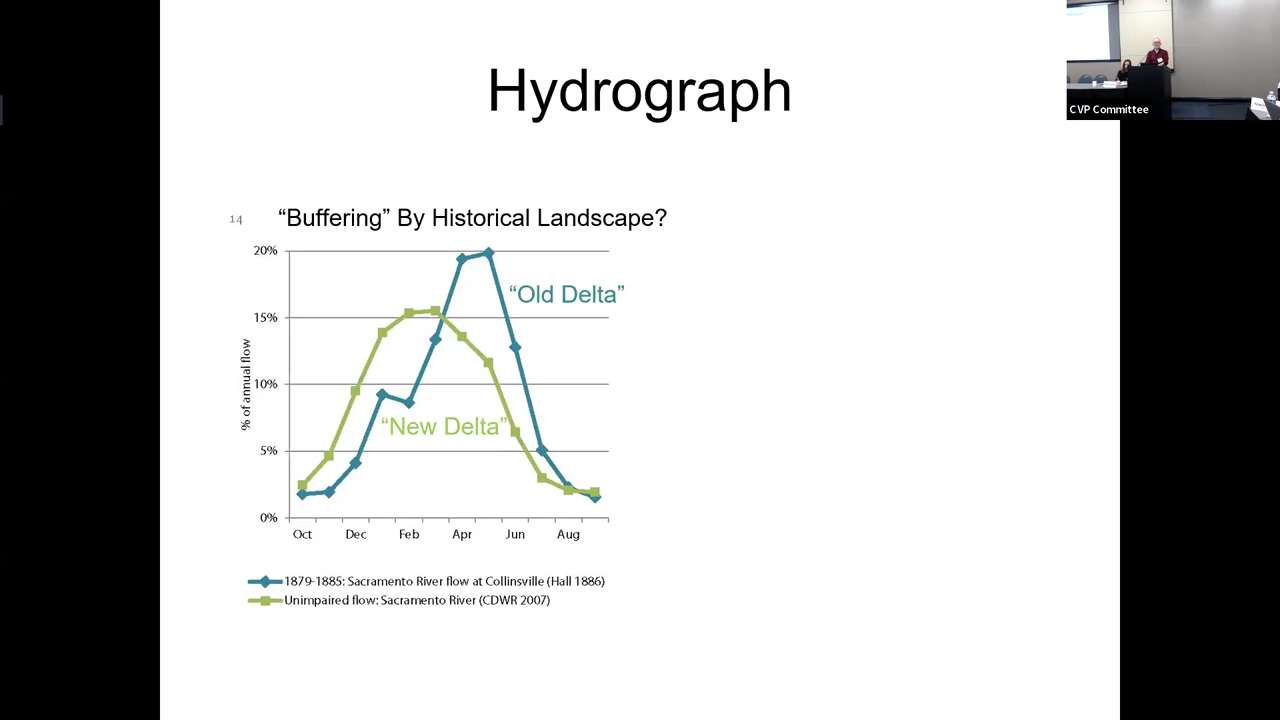 Hydrograph
CVP Committee
14
“Buffering” By Historical Landscape?
20%
15%
10%
5%
0%
% of annual flow
“Old Delta”
“New Delta”
Oct Dec Feb Apr Jun Aug
1879-1885: Sacramento River flow at Collinsville (Hall 1886)
Unimpaired flow: Sacramento River (CDWR 2007)